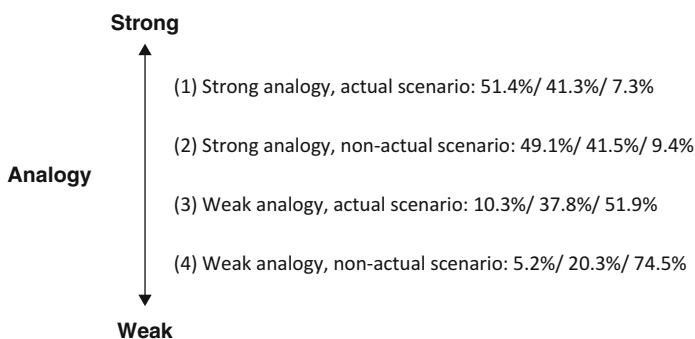 Strong
(1) Strong analogy, actual scenario: 51.4%/ 41.3%/ 7.3%
(2) Strong analogy, non-actual scenario: 49.1%/ 41.5%/ 9.4%
Analogy
(3) Weak analogy, actual scenario: 10.3%/ 37.8%/ 51.9%
(4) Weak analogy, non-actual scenario: 5.2%/ 20.3%/ 74.5%
Weak